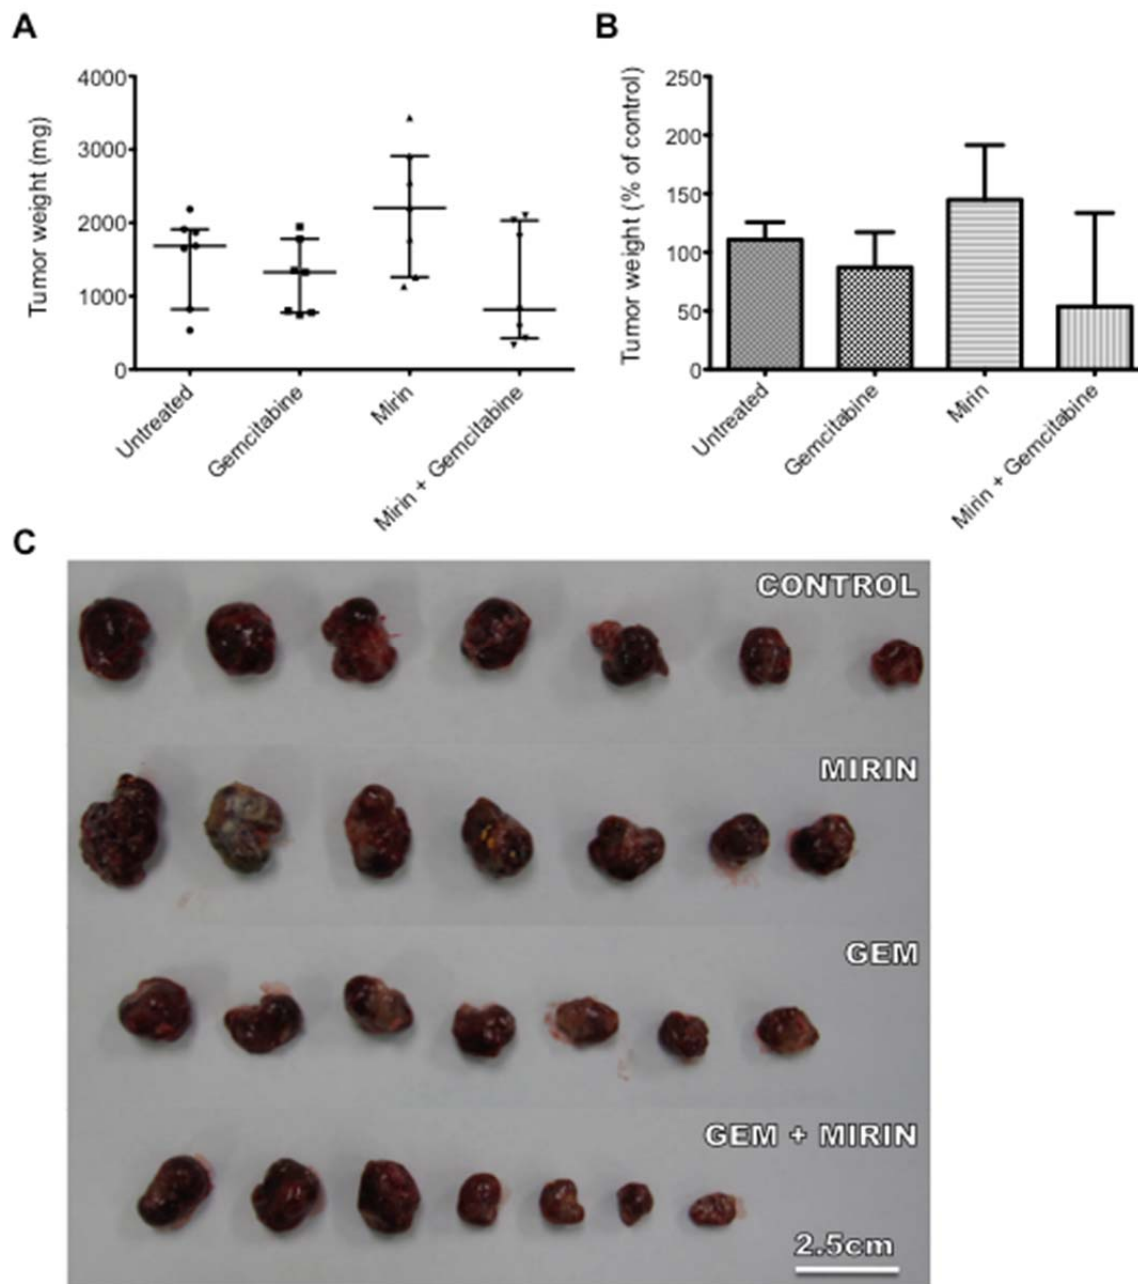 A
Tumor weight (mg)
4000
3000
2000
1000
0
Untreated
Gemcitabine
Mirin
Mirin + Gemcitabine
B
Tumor weight (% of control)
250
200
150
100
50
0
Untreated
Gemcitabine
Mirin
Mirin + Gemcitabine
C
CONTROL
MIRIN
GEM
GEM + MIRIN
2.5cm